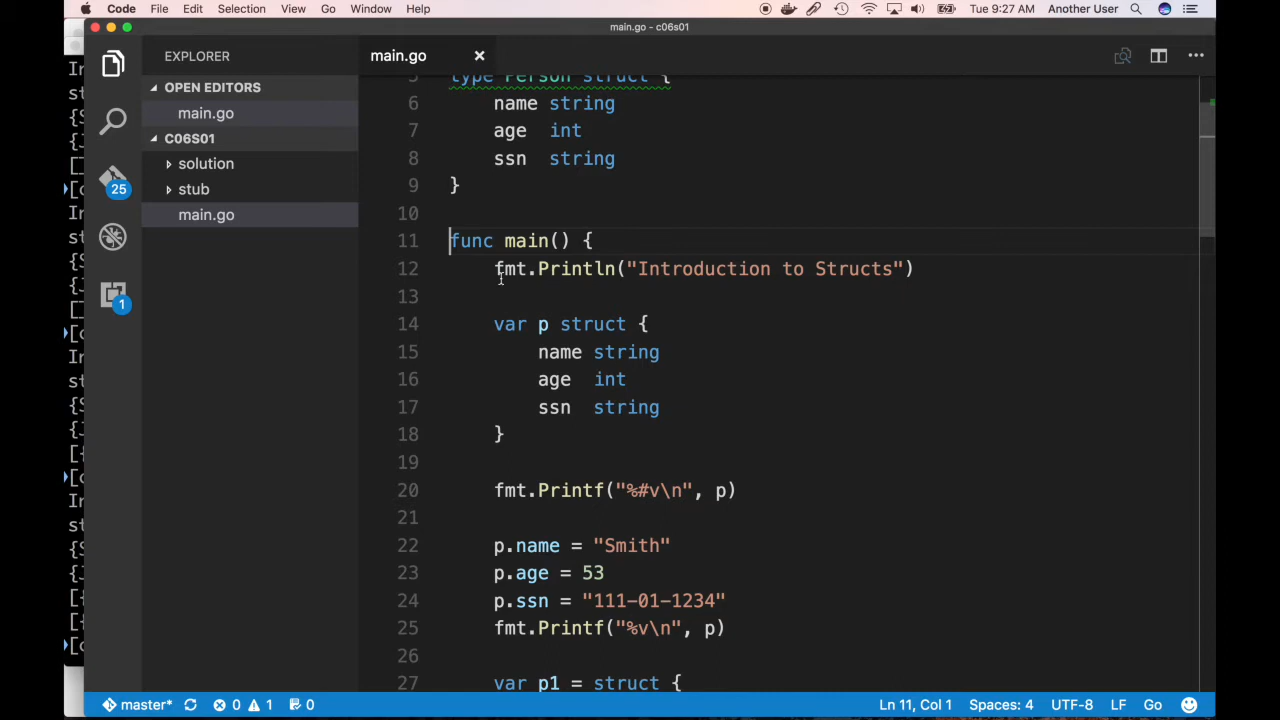 Code File Edit Selection View Go Window Help Tue 9:27 AM Another User
main.go - c06s01
EXPLORER
OPEN EDITORS
main.go
C06S01
solution
stub
main.go
25
1
main.go
5 type Person struct {
6 name string
7 age int
8 ssn string
9 }
10
11 func main() {
12 fmt.Println("Introduction to Structs")
13
14 var p struct {
15 name string
16 age int
17 ssn string
18 }
19
20 fmt.Printf("%#v\n", p)
21
22 p.name = "Smith"
23 p.age = 53
24 p.ssn = "111-01-1234"
25 fmt.Printf("%v\n", p)
26
27 var p1 = struct {
master* 0 1 0 Ln 11, Col 1 Spaces: 4 UTF-8 LF Go